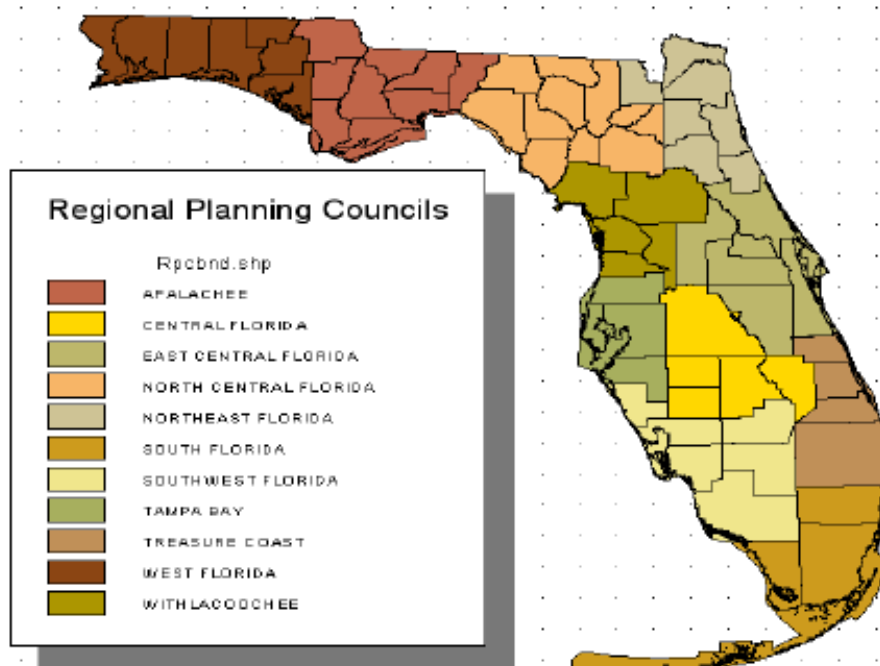 Regional Planning Councils
Rpcbnd.shp
APALACHEE
CENTRAL FLORIDA
EAST CENTRAL FLORIDA
NORTH CENTRAL FLORIDA
NORTHEAST FLORIDA
SOUTH FLORIDA
SOUTHWEST FLORIDA
TAMPA BAY
TREASURE COAST
WEST FLORIDA
WITHLACOOCHEE